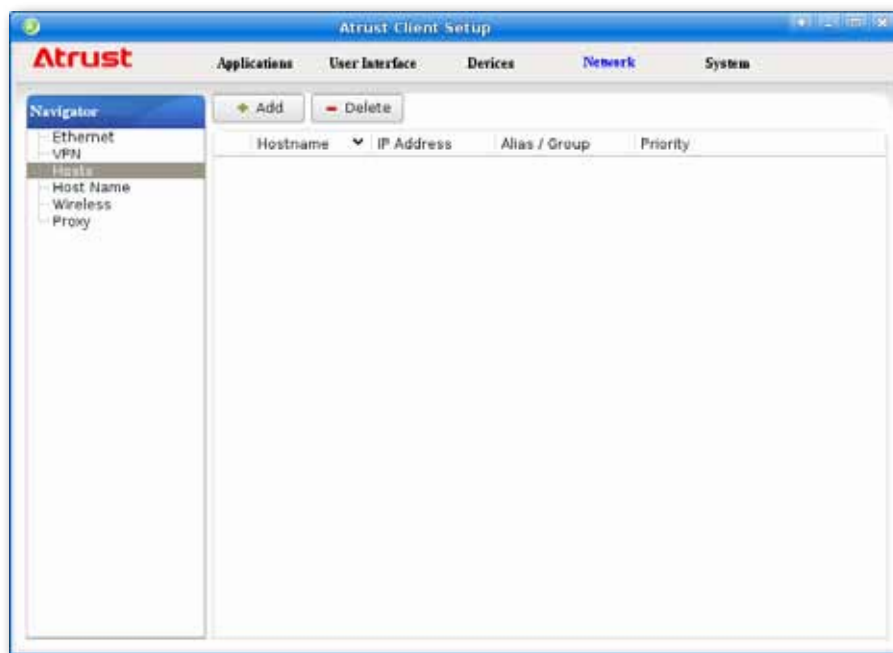 Atrust Client Setup
Atrust
Applications User Interface Devices Network System
Navigator
Ethernet
VPN
Hosts
Host Name
Wireless
Proxy
Add Delete
Hostname IP Address Alias / Group Priority